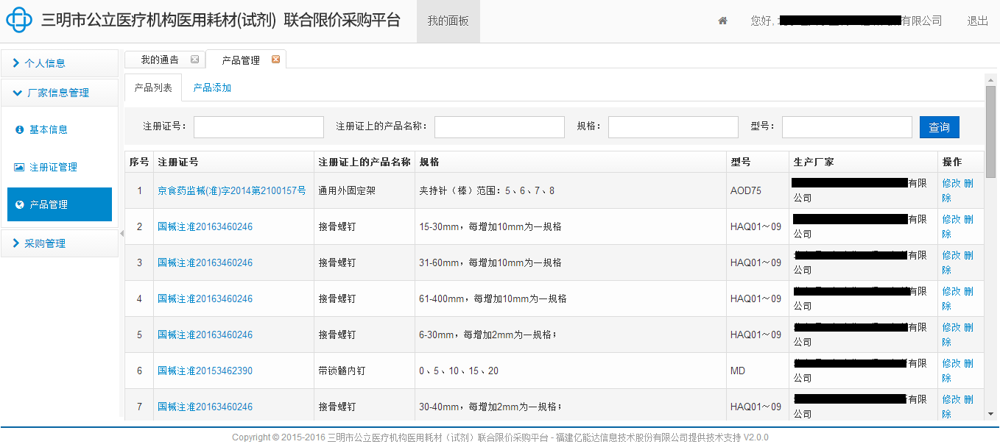 三明市公立医疗机构医用耗材(试剂) 联合限价采购平台 我的面板 您好, 有限公司 退出
个人信息
厂家信息管理
基本信息
注册证管理
产品管理
采购管理
我的通告 产品管理
产品列表 产品添加
注册证号： 注册证上的产品名称： 规格： 型号： 查询
序号 注册证号 注册证上的产品名称 规格 型号 生产厂家 操作
1 京食药监械(准)字2014第2100157号 通用外固定架 夹持针（棒）范围：5、6、7、8 AOD75 有限公司 修改 删除
2 国械注准20163460246 接骨螺钉 15-30mm，每增加10mm为一规格 HAQ01～09 有限公司 修改 删除
3 国械注准20163460246 接骨螺钉 31-60mm，每增加10mm为一规格 HAQ01～09 有限公司 修改 删除
4 国械注准20163460246 接骨螺钉 61-400mm，每增加10mm为一规格 HAQ01～09 有限公司 修改 删除
5 国械注准20163460246 接骨螺钉 6-30mm，每增加2mm为一规格； HAQ01～09 有限公司 修改 删除
6 国械注准20153462390 带锁髓内钉 0、5、10、15、20 MD 有限公司 修改 删除
7 国械注准20163460246 接骨螺钉 30-40mm，每增加2mm为一规格； HAQ01～09 有限公司 修改 删除
Copyright © 2015-2016 三明市公立医疗机构医用耗材（试剂）联合限价采购平台 - 福建亿能达信息技术股份有限公司提供技术支持 V2.0.0